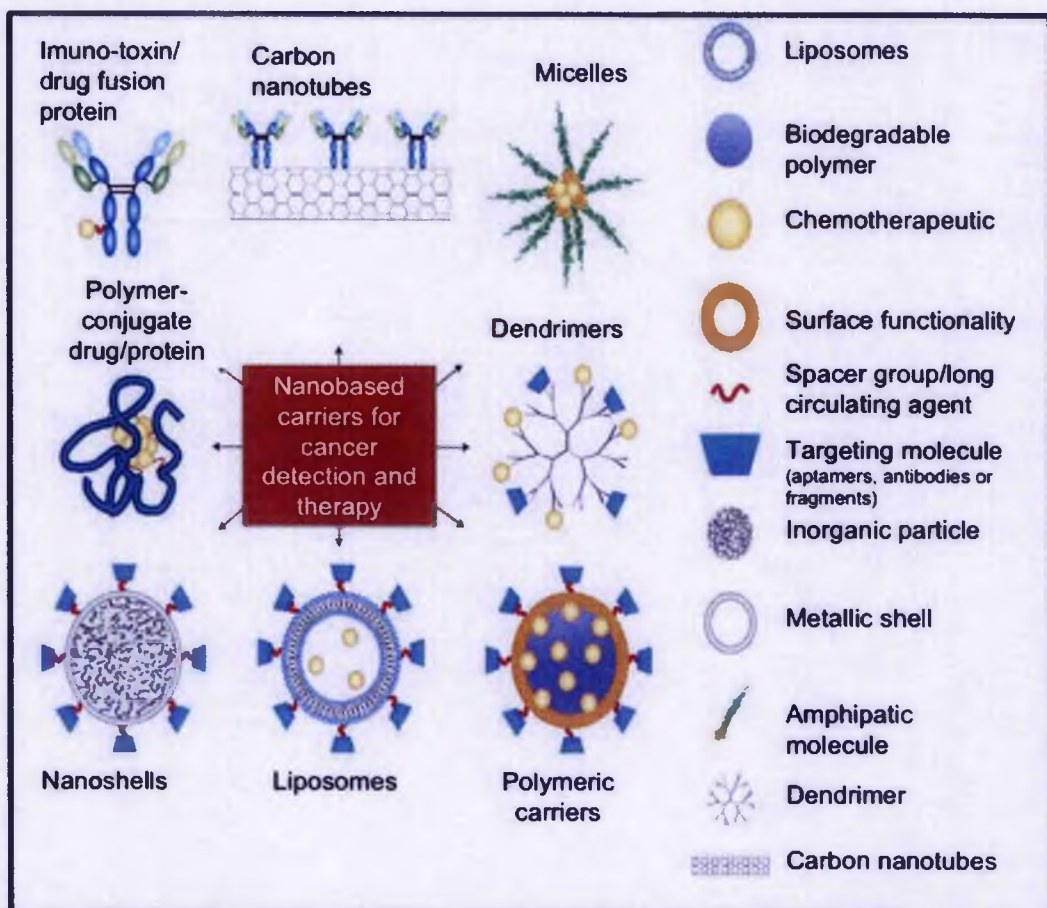 Imuno-toxin/
drug fusion
protein
Carbon
nanotubes
Micelles
Polymer-
conjugate
drug/protein
Nanobased
carriers for
cancer
detection and
therapy
Dendrimers
Nanoshells
Liposomes
Polymeric
carriers
Liposomes
Biodegradable
polymer
Chemotherapeutic
Surface functionality
Spacer group/long
circulating agent
Targeting molecule
(aptamers, antibodies or
fragments)
Inorganic particle
Metallic shell
Amphipatic
molecule
Dendrimer
Carbon nanotubes